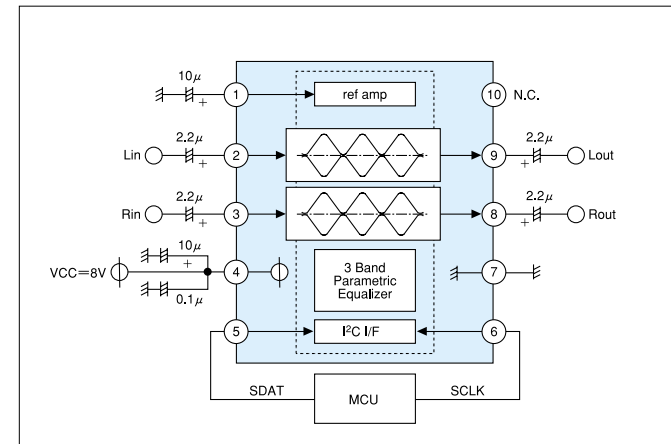 10μ
+
1
ref amp
10
N.C.
2.2μ
Lin
+
2
9
2.2μ
+
Lout
2.2μ
Rin
+
3
8
2.2μ
+
Rout
10μ
+
VCC=8V
4
0.1μ
3 Band
Parametric
Equalizer
7
5
I²C I/F
6
SDAT
MCU
SCLK